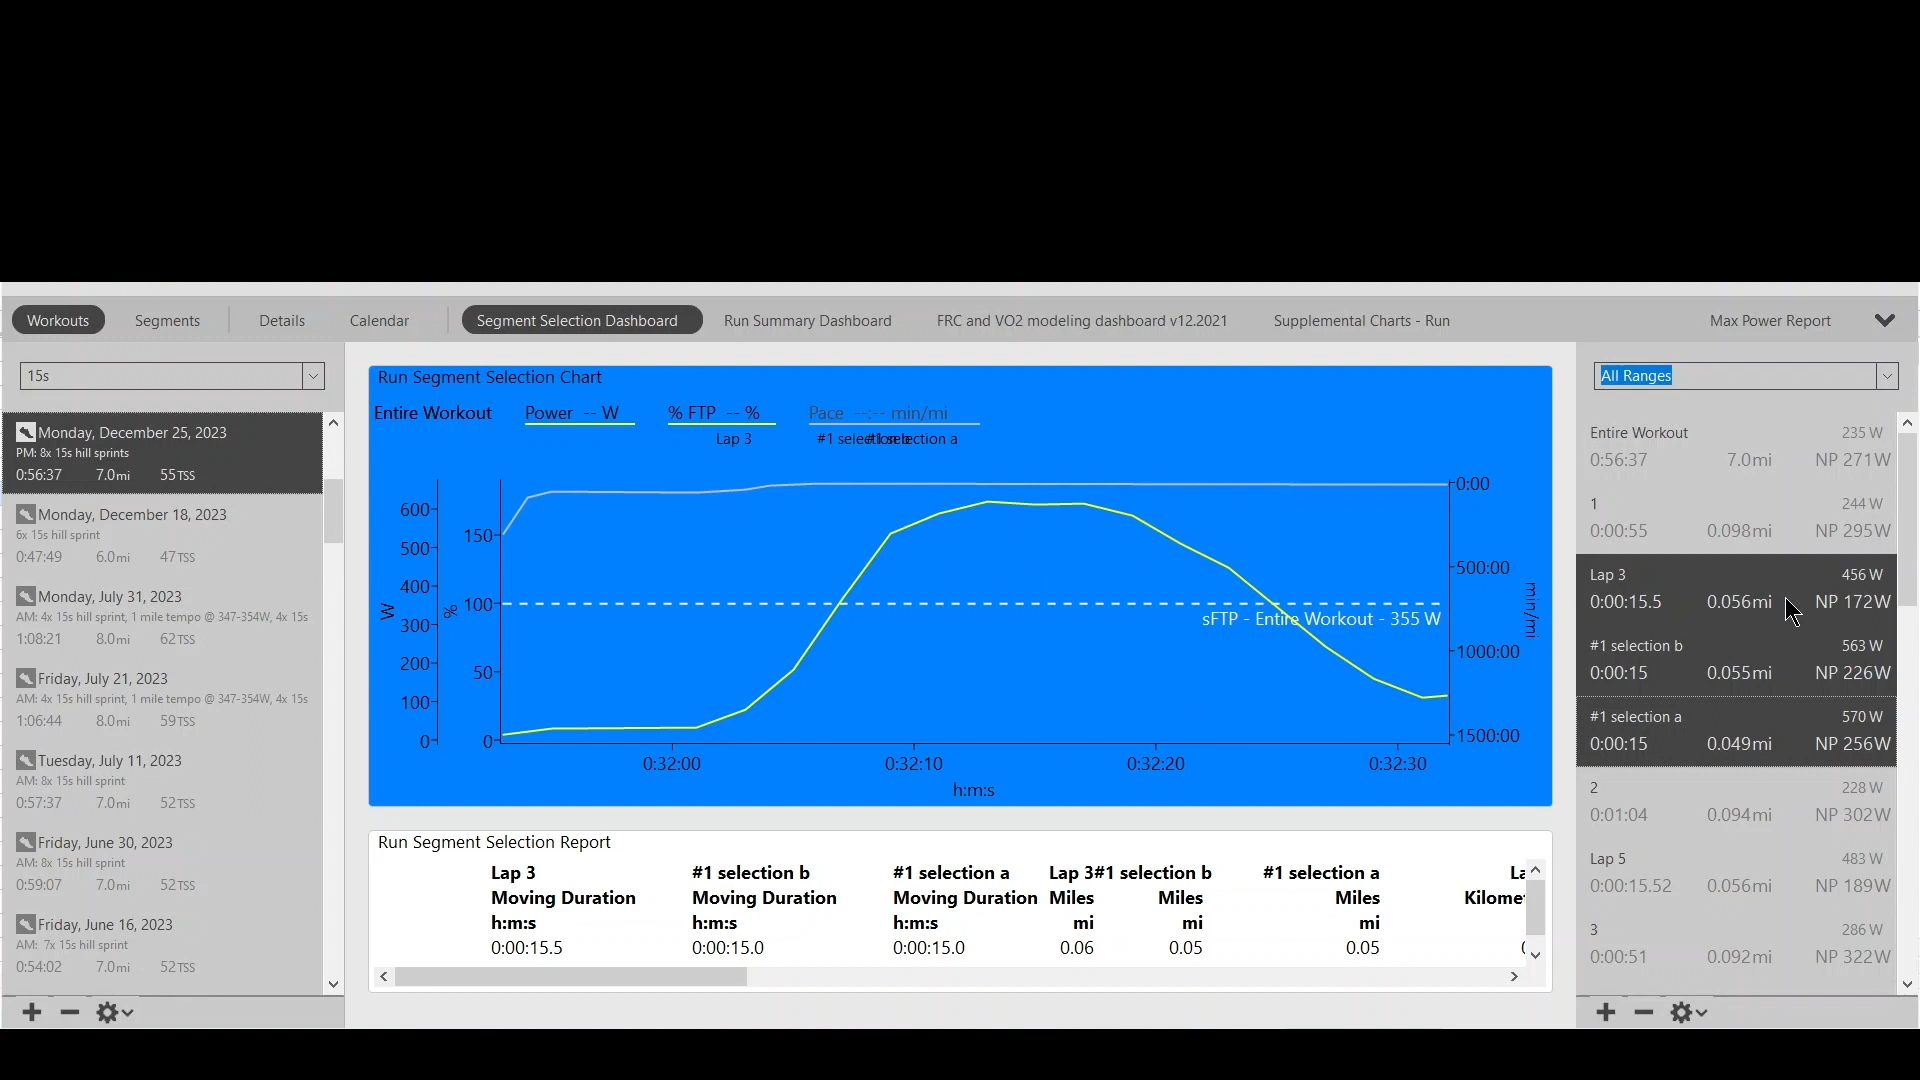 Workouts Segments Details Calendar Segment Selection Dashboard Run Summary Dashboard FRC and VO2 modeling dashboard v12.2021 Supplemental Charts - Run Max Power Report
15s
Monday, December 25, 2023
PM: 8x 15s hill sprints
0:56:37 7.0mi 55TSS
Monday, December 18, 2023
6x 15s hill sprint
0:47:49 6.0mi 47TSS
Monday, July 31, 2023
AM: 4x 15s hill sprint, 1 mile tempo @ 347-354W, 4x 15s
1:08:21 8.0mi 62TSS
Friday, July 21, 2023
AM: 4x 15s hill sprint, 1 mile tempo @ 347-354W, 4x 15s
1:06:44 8.0mi 59TSS
Tuesday, July 11, 2023
AM: 8x 15s hill sprint
0:57:37 7.0mi 52TSS
Friday, June 30, 2023
AM: 8x 15s hill sprint
0:59:07 7.0mi 52TSS
Friday, June 16, 2023
AM: 7x 15s hill sprint
0:54:02 7.0mi 52TSS
Run Segment Selection Chart
Entire Workout Power -- W % FTP -- % Pace --:-- min/mi
Lap 3 #1 selection b #1 selection a
600
500
400
300
200
100
0
W
150
100
50
0
%
sFTP - Entire Workout - 355 W
0:00
500:00
1000:00
1500:00
min/mi
0:32:00 0:32:10 0:32:20 0:32:30
h:m:s
Run Segment Selection Report
Lap 3 #1 selection b #1 selection a Lap 3 #1 selection b #1 selection a
Moving Duration Moving Duration Moving Duration Miles Miles Miles
h:m:s h:m:s h:m:s mi mi mi
0:00:15.5 0:00:15.0 0:00:15.0 0.06 0.05 0.05
All Ranges
Entire Workout 235 W
0:56:37 7.0mi NP 271W
1 244 W
0:00:55 0.098mi NP 295W
Lap 3 456 W
0:00:15.5 0.056mi NP 172W
#1 selection b 563 W
0:00:15 0.055mi NP 226W
#1 selection a 570 W
0:00:15 0.049mi NP 256W
2 228 W
0:01:04 0.094mi NP 302W
Lap 5 483 W
0:00:15.52 0.056mi NP 189W
3 286 W
0:00:51 0.092mi NP 322W